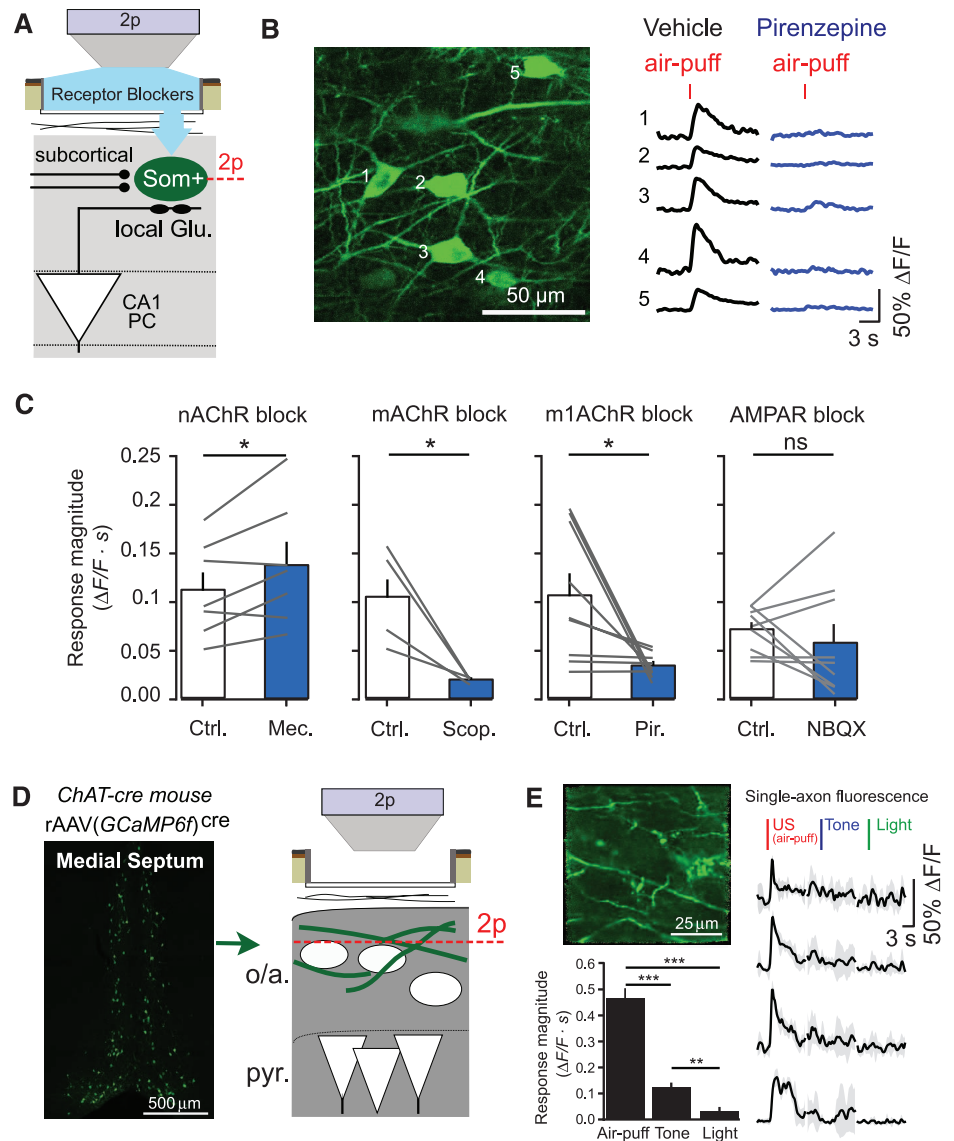 A
2p
Receptor Blockers
subcortical
Som+
2p
local Glu.
CA1
PC
B
1
2
3
4
5
50 µm
Vehicle
Pirenzepine
air-puff
air-puff
1
2
3
4
5
3 s
50% ΔF/F
C
nAChR block
mAChR block
m1AChR block
AMPAR block
*
*
*
ns
Response magnitude
(ΔF/F · s)
0.25
0.2
0.15
0.1
0.05
0.00
Ctrl.
Mec.
Ctrl.
Scop.
Ctrl.
Pir.
Ctrl.
NBQX
D
ChAT-cre mouse
rAAV(GCaMP6f)cre
Medial Septum
500 µm
2p
2p
o/a.
pyr.
E
25 µm
Single-axon fluorescence
US
(air-puff)
Tone
Light
3 s
50% ΔF/F
Response magnitude
(ΔF/F · s)
0.6
0.5
0.4
0.3
0.2
0.1
0.0
***
***
**
Air-puff
Tone
Light